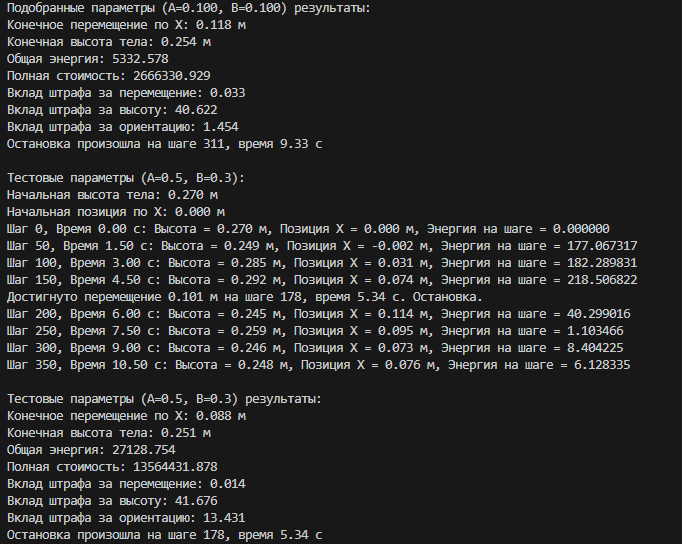 Подобранные параметры (A=0.100, B=0.100) результаты:
Конечное перемещение по X: 0.118 м
Конечная высота тела: 0.254 м
Общая энергия: 5332.578
Полная стоимость: 2666330.929
Вклад штрафа за перемещение: 0.033
Вклад штрафа за высоту: 40.622
Вклад штрафа за ориентацию: 1.454
Остановка произошла на шаге 311, время 9.33 с
Тестовые параметры (A=0.5, B=0.3):
Начальная высота тела: 0.270 м
Начальная позиция по X: 0.000 м
Шаг 0, Время 0.00 с: Высота = 0.270 м, Позиция X = 0.000 м, Энергия на шаге = 0.000000
Шаг 50, Время 1.50 с: Высота = 0.249 м, Позиция X = -0.002 м, Энергия на шаге = 177.067317
Шаг 100, Время 3.00 с: Высота = 0.285 м, Позиция X = 0.031 м, Энергия на шаге = 182.289831
Шаг 150, Время 4.50 с: Высота = 0.292 м, Позиция X = 0.074 м, Энергия на шаге = 218.506822
Достигнуто перемещение 0.101 м на шаге 178, время 5.34 с. Остановка.
Шаг 200, Время 6.00 с: Высота = 0.245 м, Позиция X = 0.114 м, Энергия на шаге = 40.299016
Шаг 250, Время 7.50 с: Высота = 0.259 м, Позиция X = 0.095 м, Энергия на шаге = 1.103466
Шаг 300, Время 9.00 с: Высота = 0.246 м, Позиция X = 0.073 м, Энергия на шаге = 8.404225
Шаг 350, Время 10.50 с: Высота = 0.248 м, Позиция X = 0.076 м, Энергия на шаге = 6.128335
Тестовые параметры (A=0.5, B=0.3) результаты:
Конечное перемещение по X: 0.088 м
Конечная высота тела: 0.251 м
Общая энергия: 27128.754
Полная стоимость: 13564431.878
Вклад штрафа за перемещение: 0.014
Вклад штрафа за высоту: 41.676
Вклад штрафа за ориентацию: 13.431
Остановка произошла на шаге 178, время 5.34 с